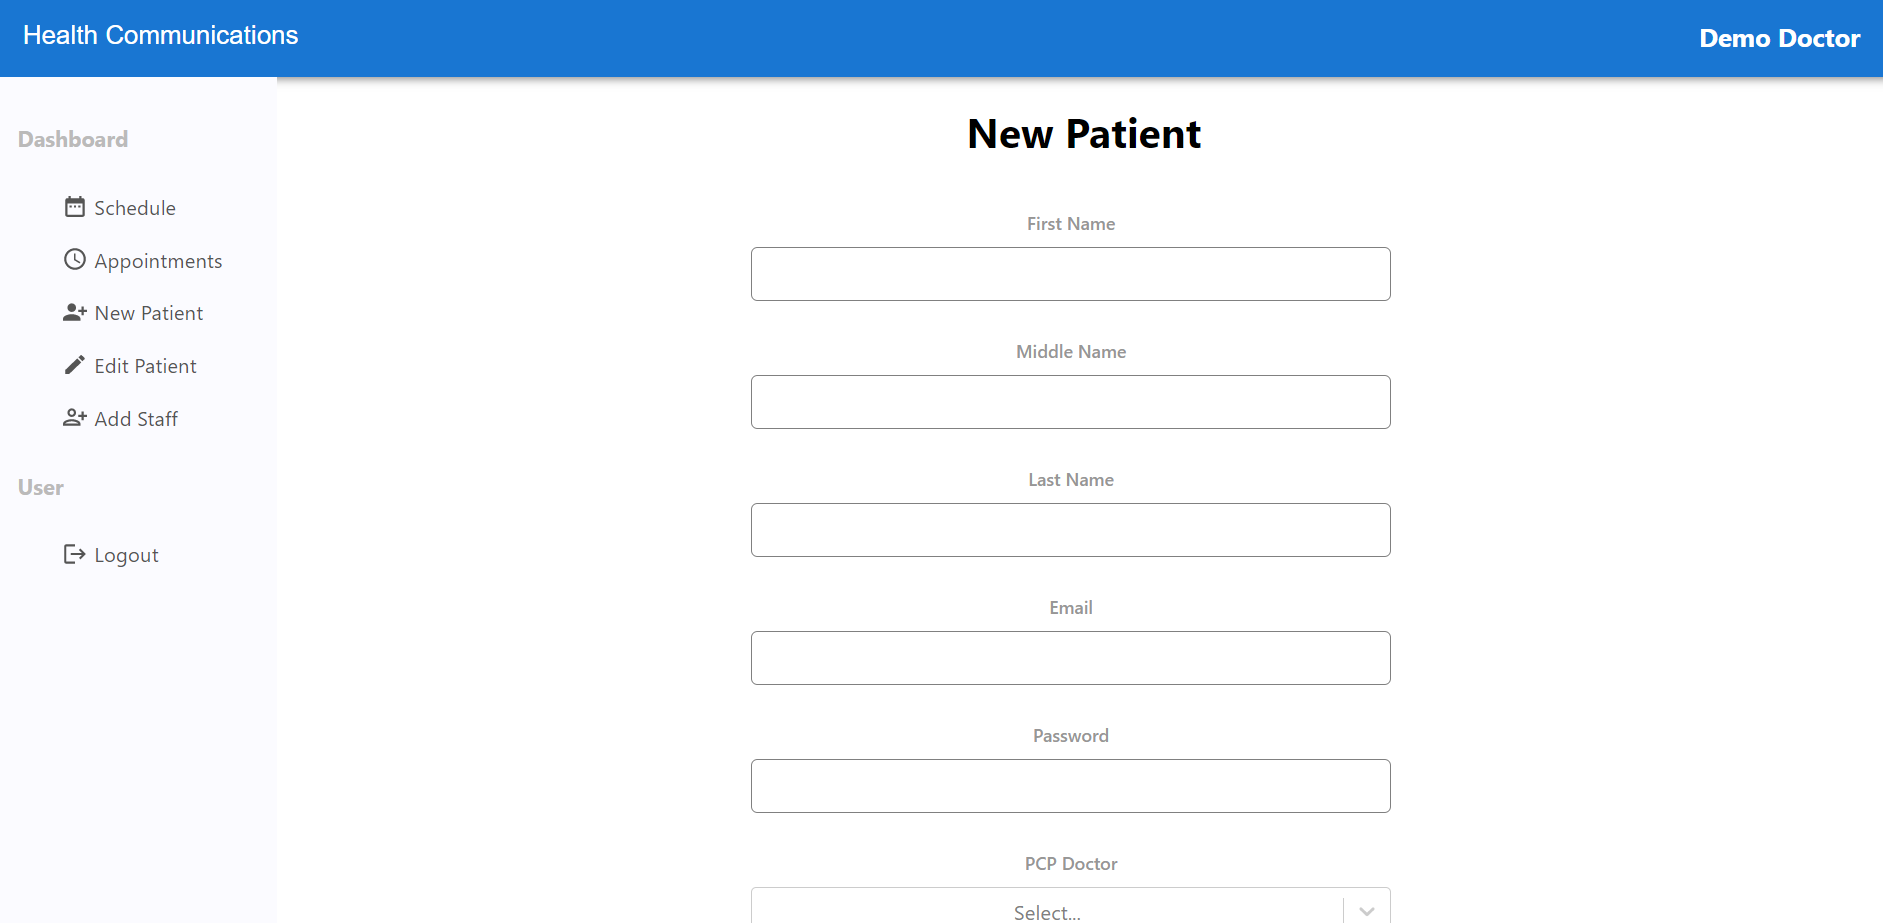 Health Communications
Demo Doctor
Dashboard
Schedule
Appointments
New Patient
Edit Patient
Add Staff
User
Logout
New Patient
First Name
Middle Name
Last Name
Email
Password
PCP Doctor
Select...